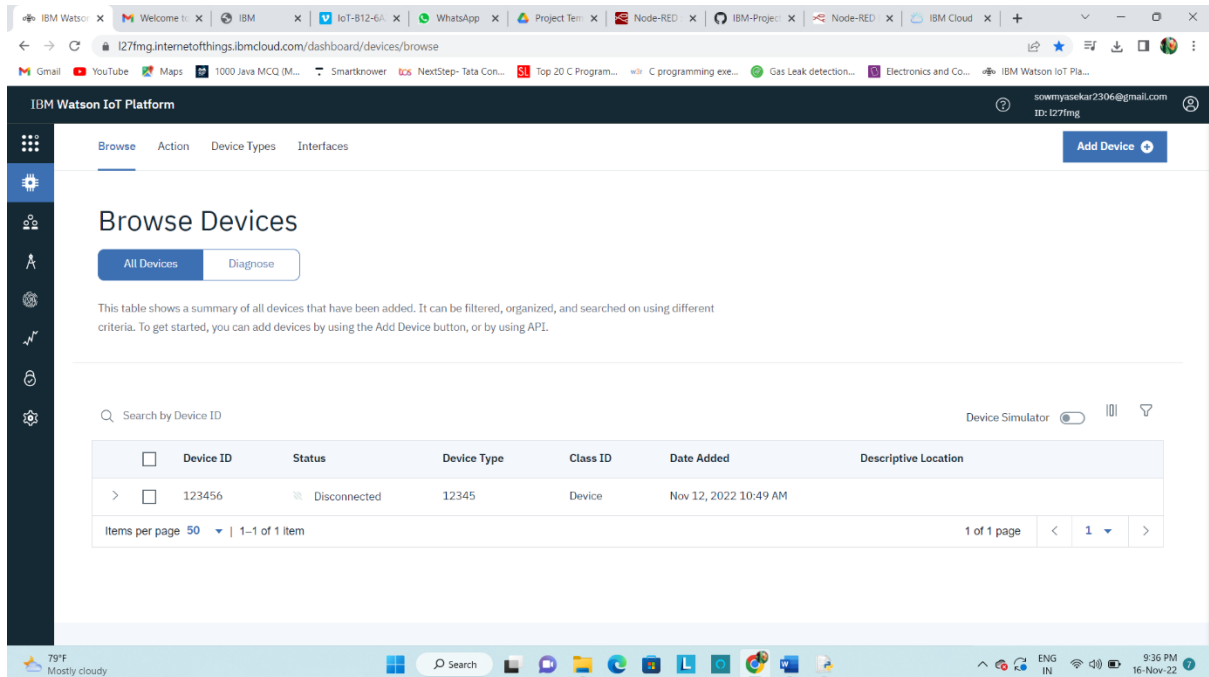 IBM Watson X Welcome to X IBM X IoT-B12-6A X WhatsApp X Project Tem X Node-RED X IBM-Project X Node-RED X IBM Cloud X +
l27fmg.internetofthings.ibmcloud.com/dashboard/devices/browse
Gmail YouTube Maps 1000 Java MCQ (M... Smartknower NextStep- Tata Con... Top 20 C Program... C programming exe... Gas Leak detection... Electronics and Co... IBM Watson IoT Pla...
IBM Watson IoT Platform
sowmyasekar2306@gmail.com
ID: l27fmg
Browse Action Device Types Interfaces Add Device
Browse Devices
All Devices Diagnose
This table shows a summary of all devices that have been added. It can be filtered, organized, and searched on using different
criteria. To get started, you can add devices by using the Add Device button, or by using API.
Search by Device ID Device Simulator
Device ID Status Device Type Class ID Date Added Descriptive Location
123456 Disconnected 12345 Device Nov 12, 2022 10:49 AM
Items per page 50 | 1–1 of 1 item 1 of 1 page < 1 >
79°F
Mostly cloudy
Search
ENG
IN
9:36 PM
16-Nov-22
7